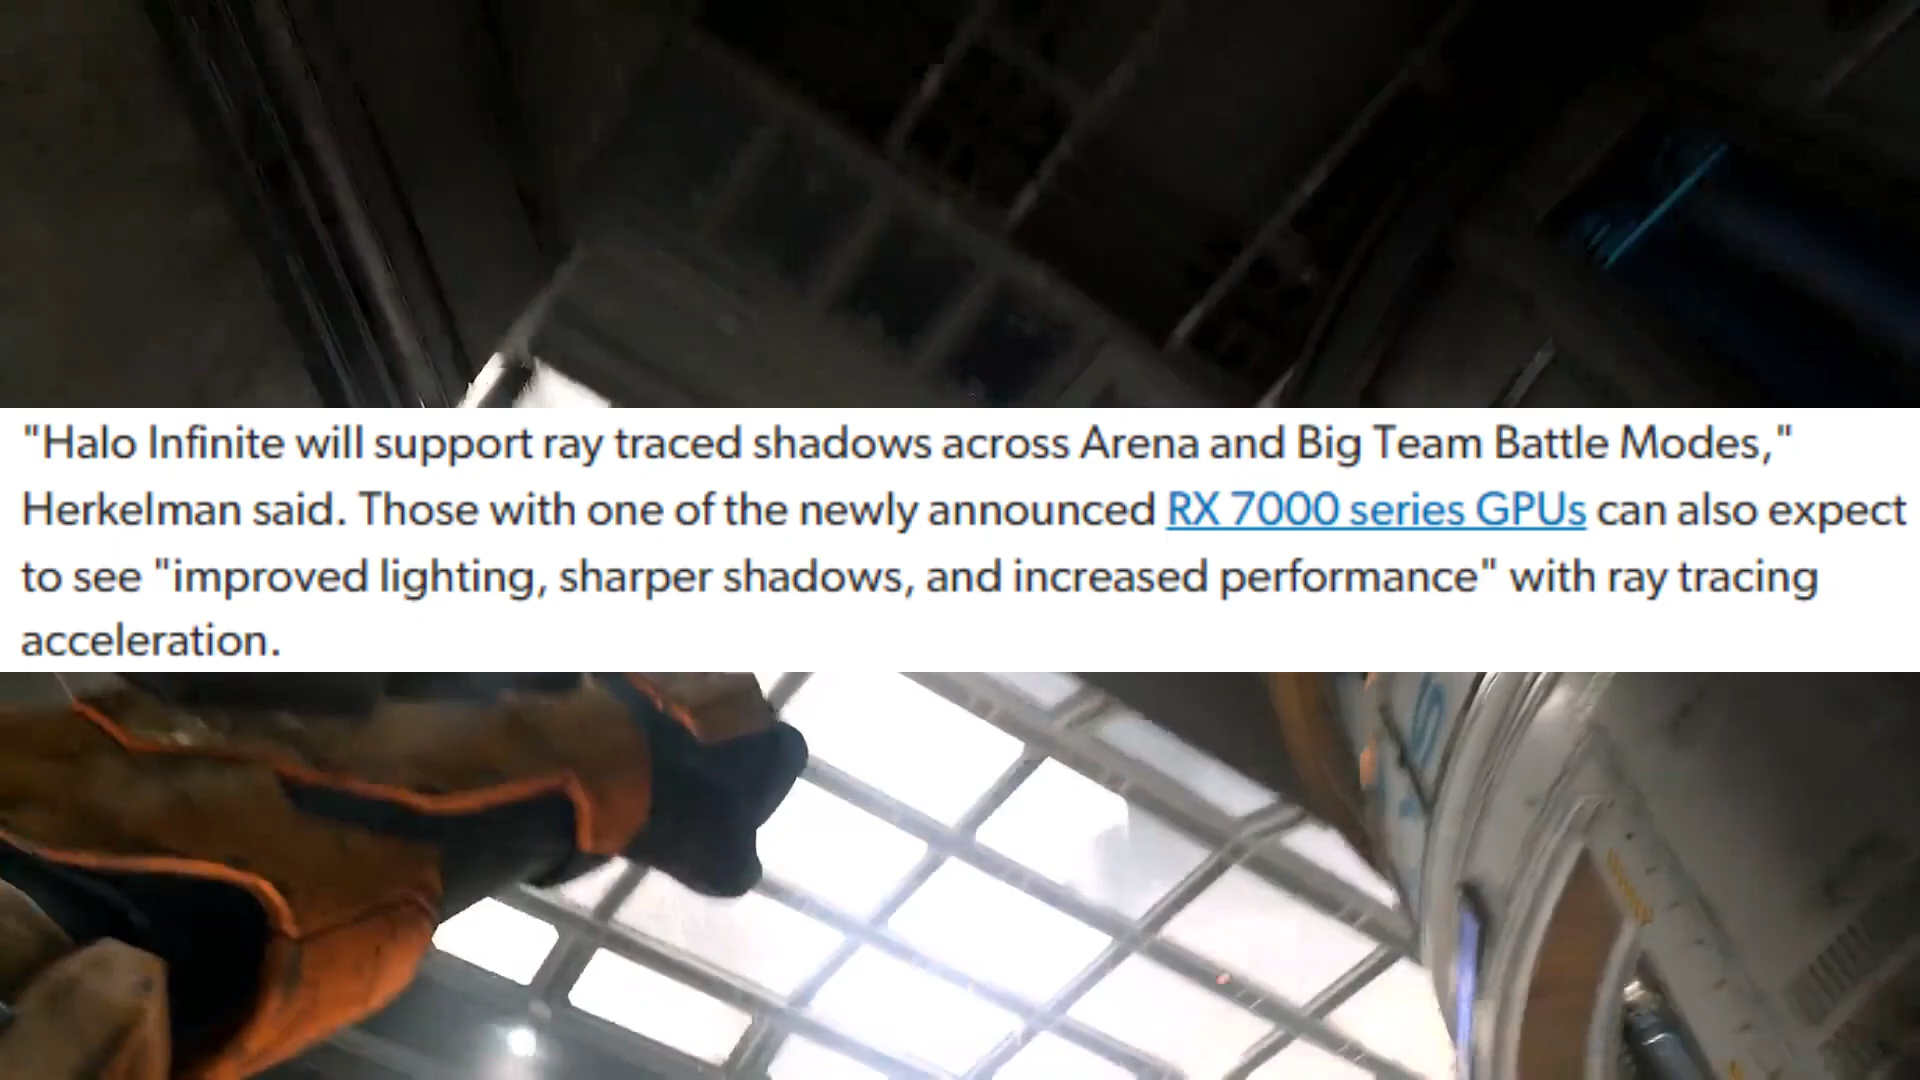 "Halo Infinite will support ray traced shadows across Arena and Big Team Battle Modes,"
Herkelman said. Those with one of the newly announced RX 7000 series GPUs can also expect
to see "improved lighting, sharper shadows, and increased performance" with ray tracing
acceleration.